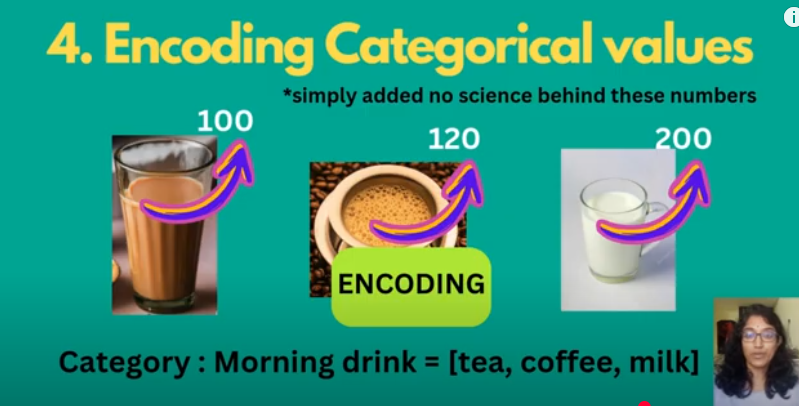 4. Encoding Categorical values
*simply added no science behind these numbers
100
120
200
ENCODING
Category : Morning drink = [tea, coffee, milk]